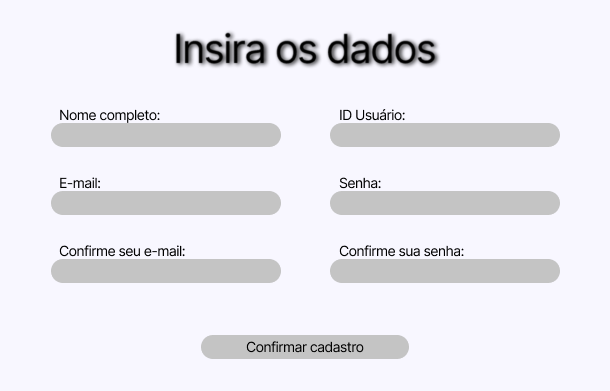 Insira os dados
Nome completo:
ID Usuário:
E-mail:
Senha:
Confirme seu e-mail:
Confirme sua senha:
Confirmar cadastro